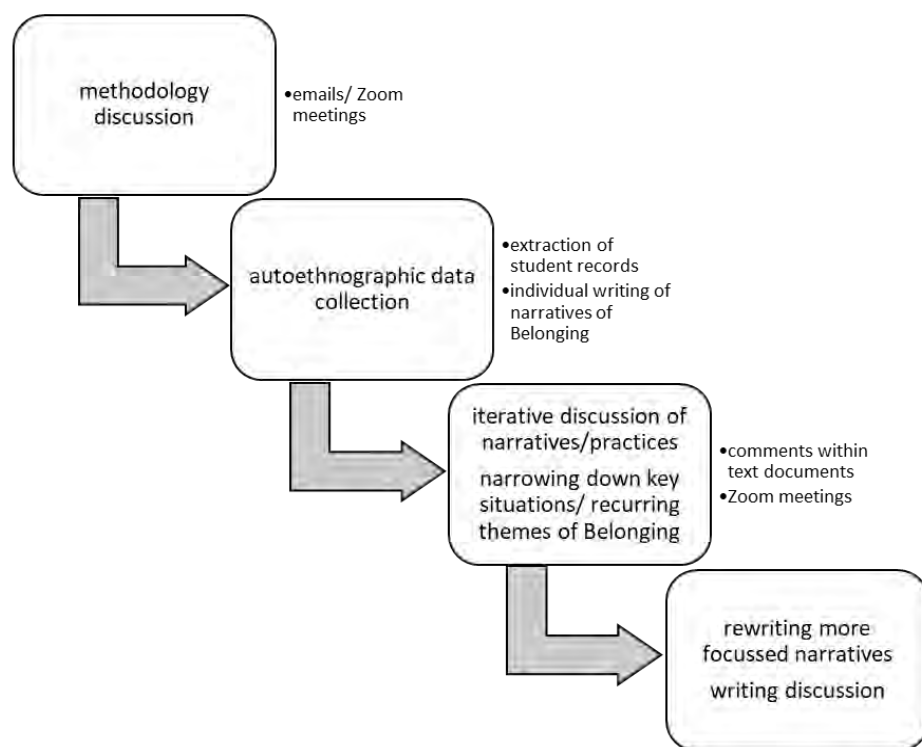 methodology
discussion
•emails/ Zoom
meetings
autoethnographic data
collection
•extraction of
student records
•individual writing of
narratives of
Belonging
iterative discussion of
narratives/practices
narrowing down key
situations/ recurring
themes of Belonging
•comments within
text documents
•Zoom meetings
rewriting more
focussed narratives
writing discussion